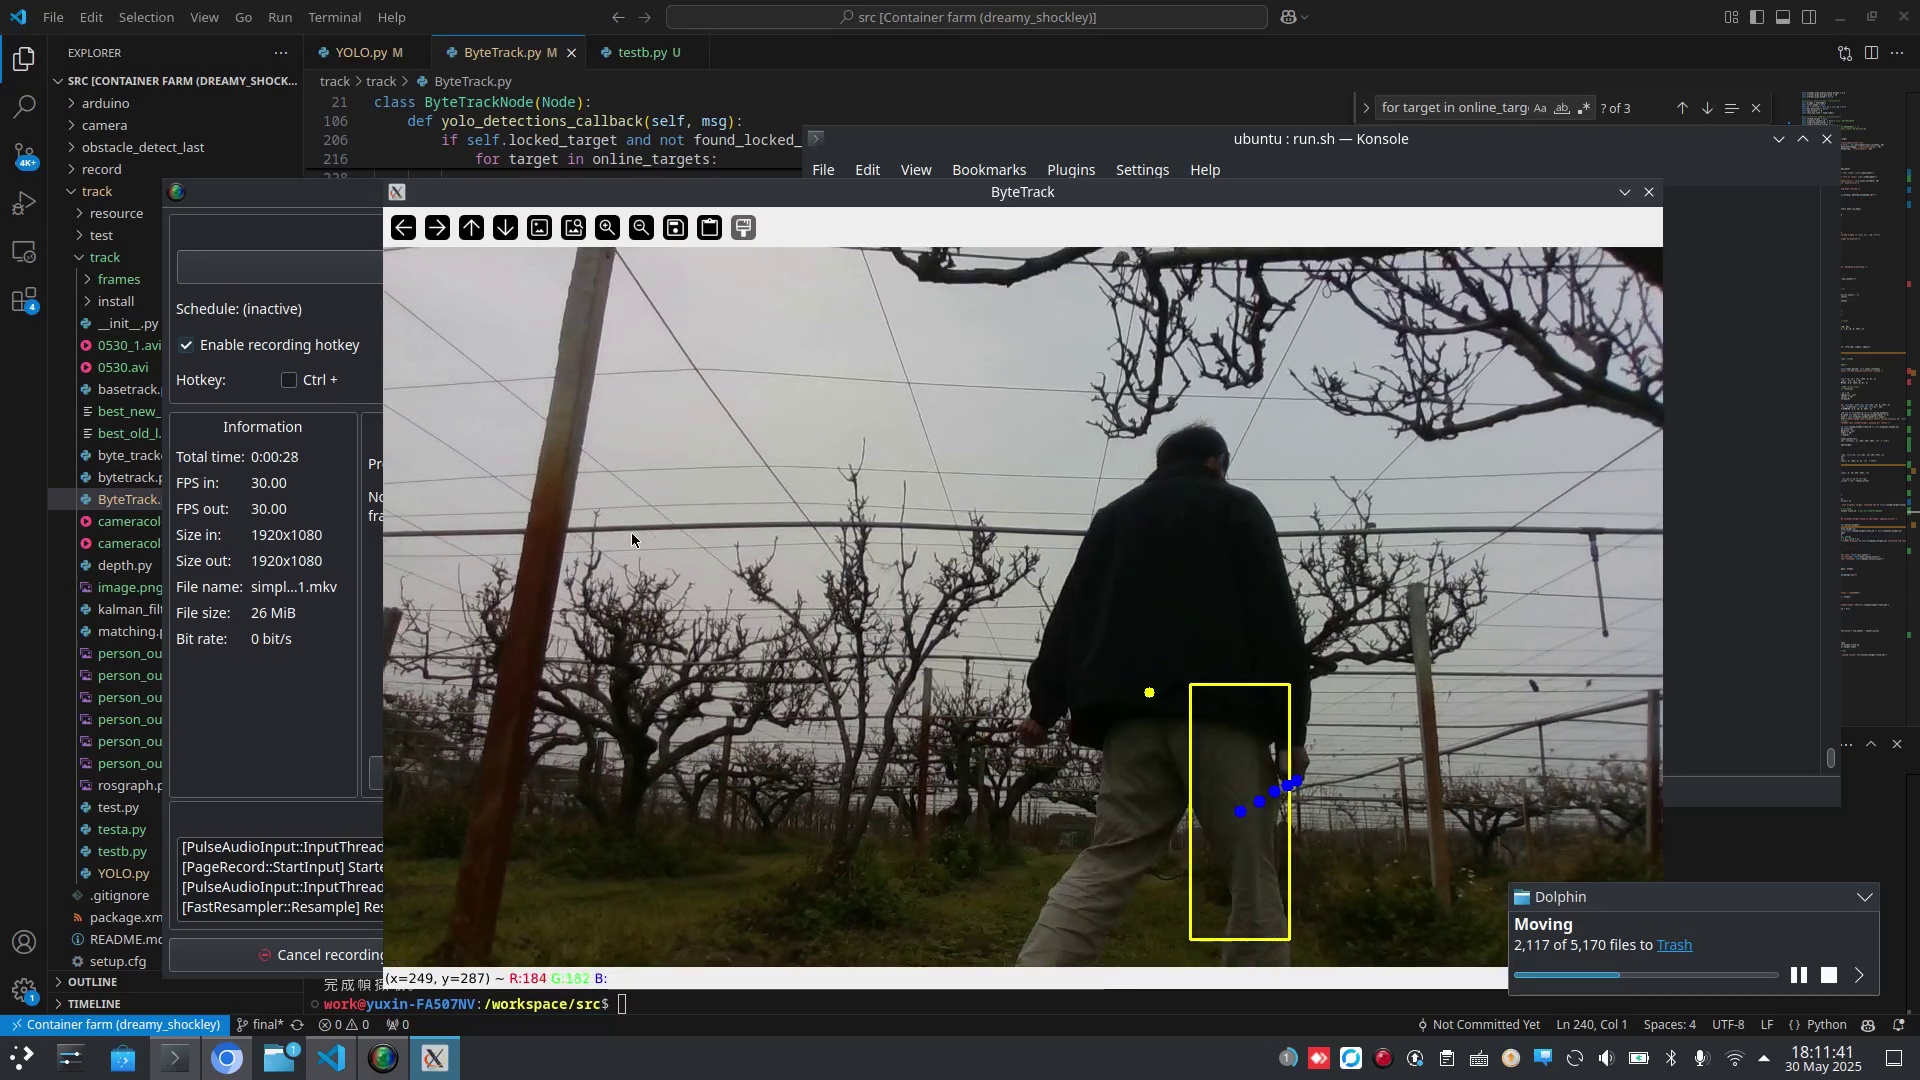 File Edit Selection View Go Run Terminal Help
src [Container farm (dreamy_shockley)]
EXPLORER
YOLO.py M
ByteTrack.py M
testb.py U
SRC [CONTAINER FARM (DREAMY_SHOCK...
track > track > ByteTrack.py
arduino
camera
obstacle_detect_last
record
track
resource
test
track
frames
install
__init__.py
0530_1.avi
0530.avi
basetrack.
best_new_
best_old_l.
byte_track
bytetrack.p
ByteTrack.
cameracol
cameracol
depth.py
image.png
kalman_filt
matching.p
person_ou
person_ou
person_ou
person_ou
person_ou
person_ou
rosgraph.p
test.py
testa.py
testb.py
YOLO.py
.gitignore
package.xm
README.md
setup.cfg
OUTLINE
TIMELINE
21 class ByteTrackNode(Node):
106 def yolo_detections_callback(self, msg):
206 if self.locked_target and not found_locked_
216 for target in online_targets:
for target in online_targ
Aa ab .*
? of 3
ubuntu : run.sh — Konsole
File Edit View Bookmarks Plugins Settings Help
ByteTrack
Schedule: (inactive)
Enable recording hotkey
Hotkey: Ctrl +
Information
Total time: 0:00:28
FPS in: 30.00
FPS out: 30.00
Size in: 1920x1080
Size out: 1920x1080
File name: simpl...1.mkv
File size: 26 MiB
Bit rate: 0 bit/s
[PulseAudioInput::InputThread
[PageRecord::StartInput] Starte
[PulseAudioInput::InputThread
[FastResampler::Resample] Res
Cancel recording
(x=249, y=287) ~ R:184 G:182 B:
work@yuxin-FA507NV:/workspace/src$
Dolphin
Moving
2,117 of 5,170 files to Trash
Container farm (dreamy_shockley)
final*
0 0
0
Not Committed Yet
Ln 240, Col 1
Spaces: 4
UTF-8
LF
Python
4K+
4
1
1
1
18:11:41
30 May 2025